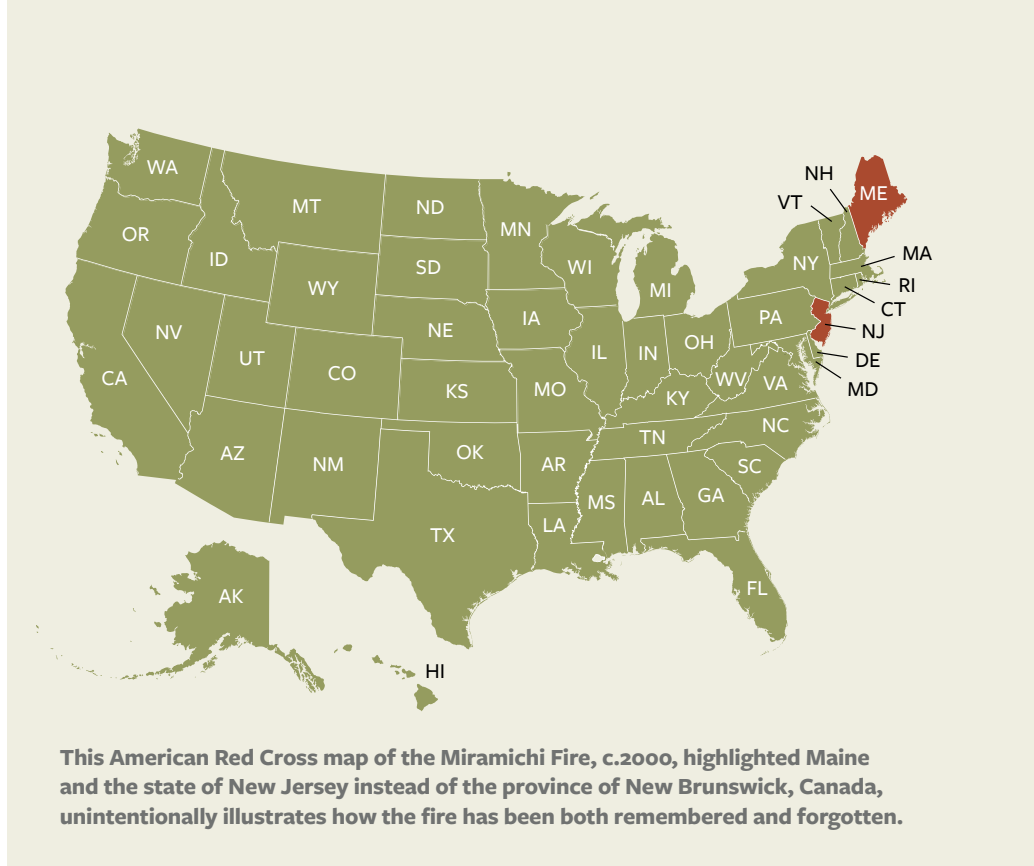 NH
ME
VT
WA
MT
ND
MN
OR
ID
SD
WI
MI
NY
MA
RI
WY
CT
NV
NE
IA
PA
NJ
UT
CO
IL
IN
OH
DE
CA
KS
MO
WV
VA
MD
KY
NC
AZ
NM
OK
AR
TN
SC
MS
AL
GA
TX
LA
FL
AK
HI
This American Red Cross map of the Miramichi Fire, c.2000, highlighted Maine
and the state of New Jersey instead of the province of New Brunswick, Canada,
unintentionally illustrates how the fire has been both remembered and forgotten.